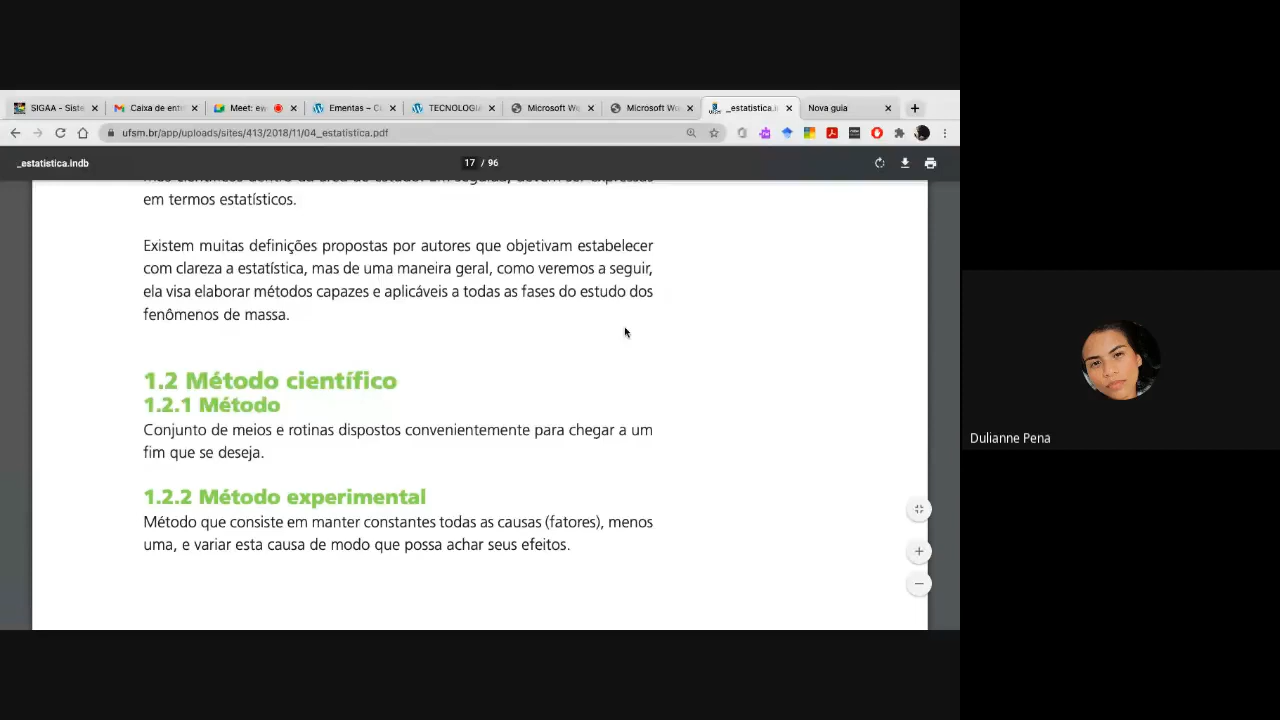 SIGAA - Siste
Caixa de entr
Meet: ew
Ementas – C
TECNOLOGI
Microsoft Wo
Microsoft Wo
_estatistica.i
Nova guia
ufsm.br/app/uploads/sites/413/2018/11/04_estatistica.pdf
_estatistica.indb
17 / 96
em termos estatísticos.
Existem muitas definições propostas por autores que objetivam estabelecer
com clareza a estatística, mas de uma maneira geral, como veremos a seguir,
ela visa elaborar métodos capazes e aplicáveis a todas as fases do estudo dos
fenômenos de massa.
1.2 Método científico
1.2.1 Método
Conjunto de meios e rotinas dispostos convenientemente para chegar a um
fim que se deseja.
1.2.2 Método experimental
Método que consiste em manter constantes todas as causas (fatores), menos
uma, e variar esta causa de modo que possa achar seus efeitos.
Dulianne Pena